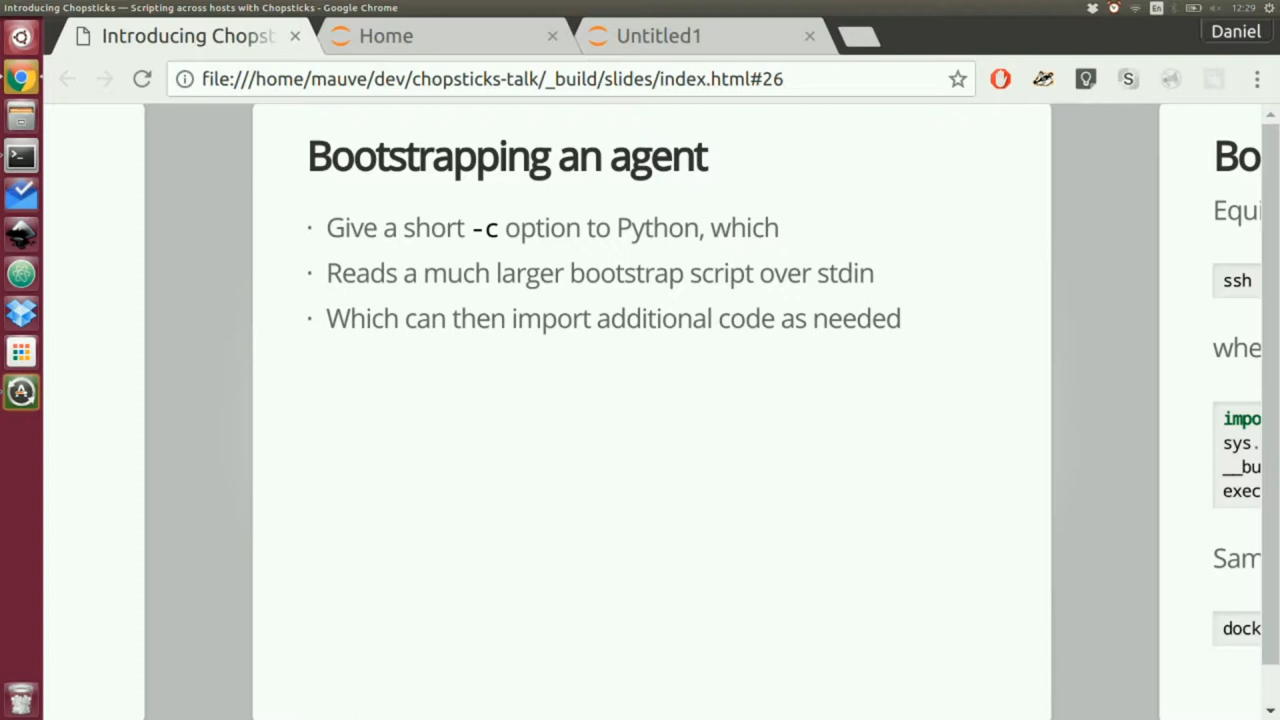 Introducing Chopsticks — Scripting across hosts with Chopsticks - Google Chrome
En
12:29
Introducing Chopst
Home
Untitled1
Daniel
file:///home/mauve/dev/chopsticks-talk/_build/slides/index.html#26
S
Bootstrapping an agent
· Give a short -c option to Python, which
· Reads a much larger bootstrap script over stdin
· Which can then import additional code as needed
Bo
Equi
ssh
whe
impo
sys.
__bu
exec
Sam
dock